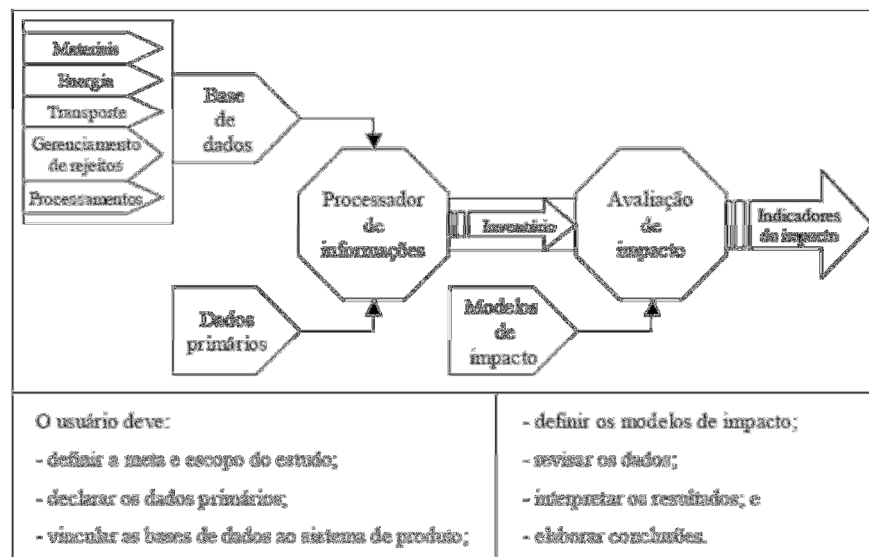 Materiais
Energia
Transporte
Gerenciamento
de rejeitos
Processamentos
Base
de
dados
Processador
de
informações
Inventário
Avaliação
de
impacto
Indicadores
de impacto
Dados
primários
Modelos
de
impacto
O usuário deve:
- definir a meta e escopo do estudo;
- declarar os dados primários;
- vincular as bases de dados ao sistema de produto;
- definir os modelos de impacto;
- revisar os dados;
- interpretar os resultados; e
- elaborar conclusões.